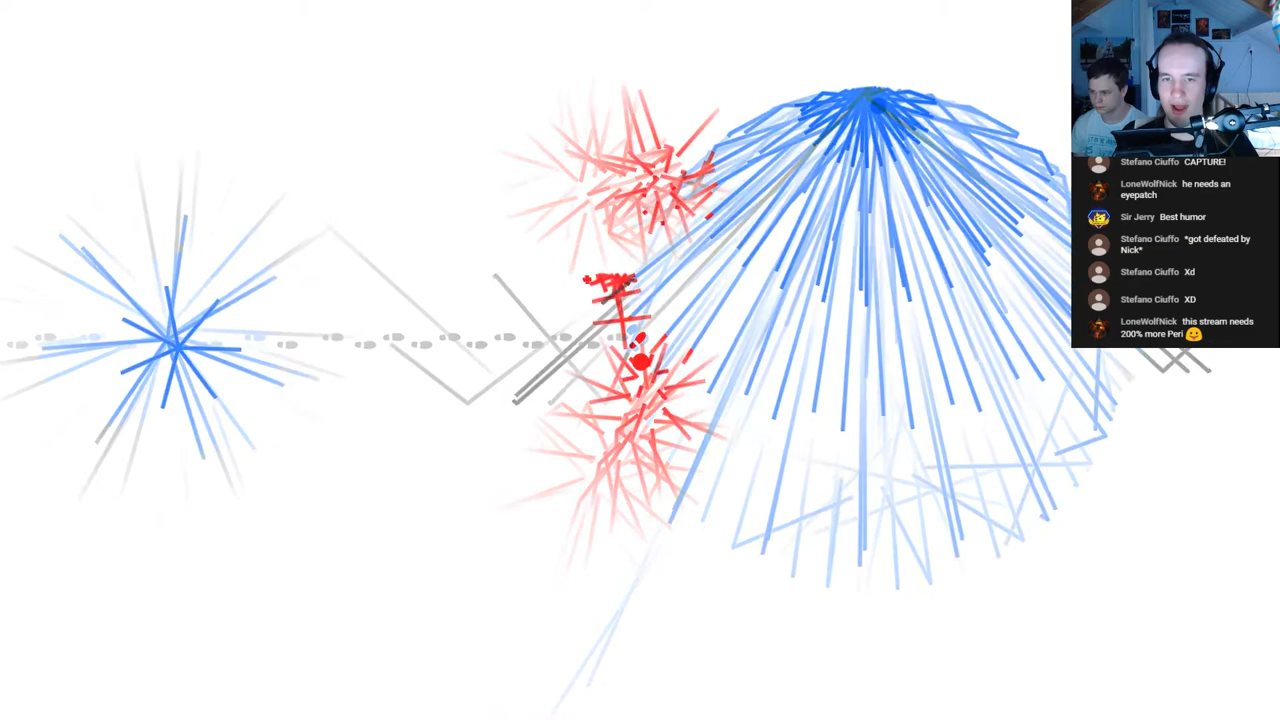 Stefano Ciuffo CAPTURE!
LoneWolfNick he needs an
eyepatch
Sir Jerry Best humor
Stefano Ciuffo *got defeated by
Nick*
Stefano Ciuffo Xd
Stefano Ciuffo XD
LoneWolfNick this stream needs
200% more Peri